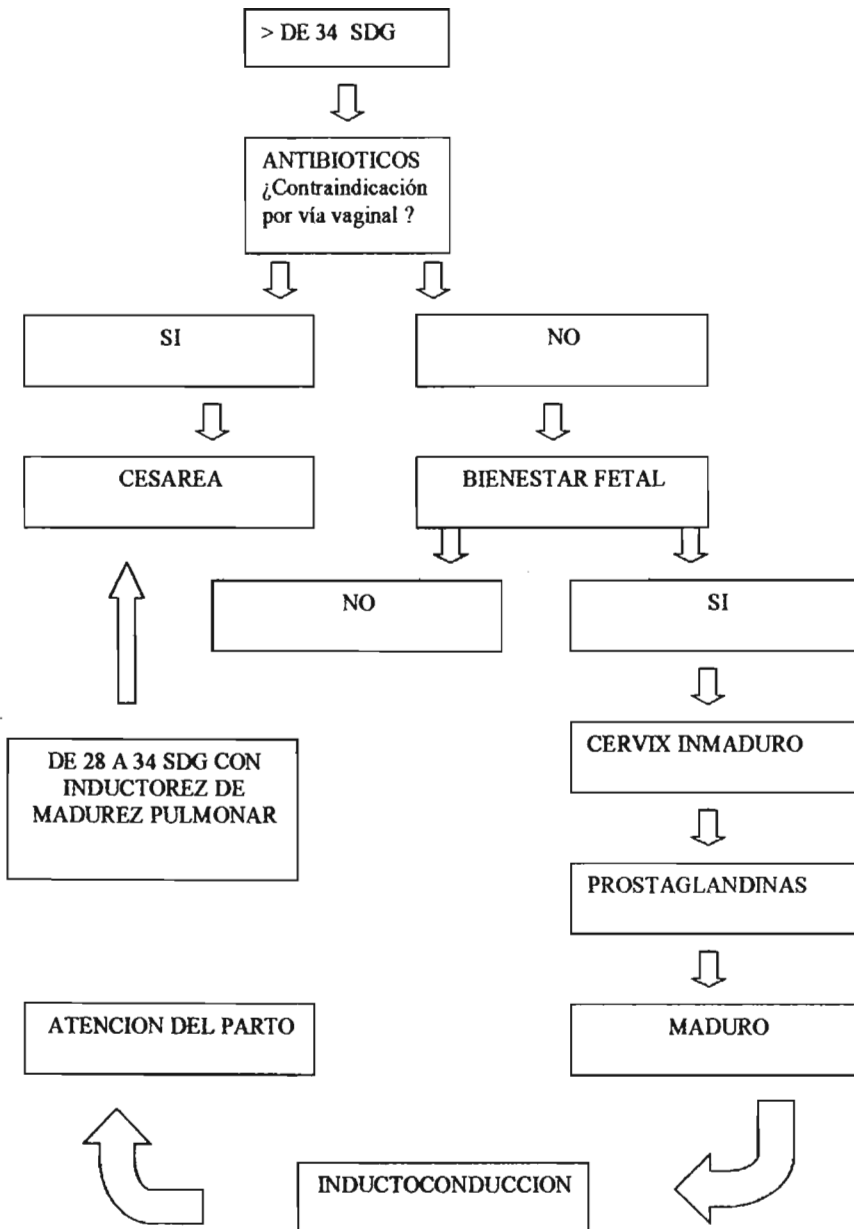 > DE 34 SDG
ANTIBIOTICOS
¿Contraindicación
por vía vaginal ?
SI
NO
CESAREA
BIENESTAR FETAL
NO
SI
CERVIX INMADURO
DE 28 A 34 SDG CON
INDUCTOREZ DE
MADUREZ PULMONAR
PROSTAGLANDINAS
ATENCION DEL PARTO
MADURO
INDUCTOCONDUCCION